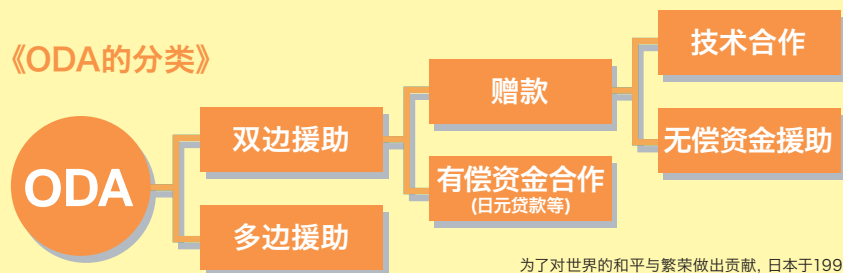 《ODA的分类》
ODA
双边援助
多边援助
赠款
有偿资金合作
(日元贷款等)
技术合作
无偿资金援助
为了对世界的和平与繁荣做出贡献, 日本于199